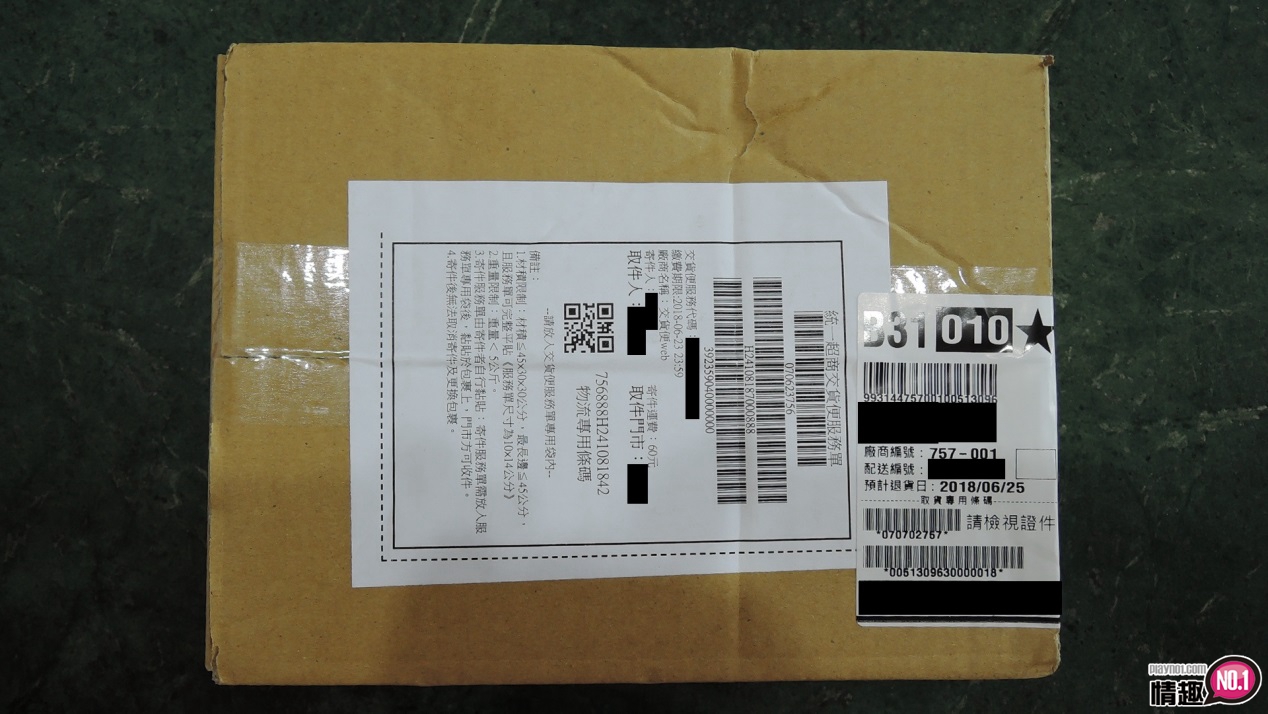 統一超商交貨便服務單
070623756
H24108187000888
39235904000000
交貨便服務代碼：
繳費期限:2018-06-23 23:59
廠商名稱：交貨便web
寄件人：
寄件運費：60元
取件人：
取件門市：
756888H241081842
物流專用條碼
--請放入交貨便服務單專用袋內--
備註：
1.材積限制：材積≦45x30x30公分，最長邊≦45公分，
且服務單可完整平貼《服務單尺寸為10x14公分》
2.重量限制：重量≦5公斤。
3.寄件服務單由寄件者自行黏貼：寄件服務單需放入服
務單專用袋後，黏貼於包裹上，門市方可收件。
4.寄件後無法取消寄件及更換包裹。
B31 010 ★
廠商編號：757-001
配送編號：
預計退貨日：2018/06/25
取貨專用條碼
請檢視證件
*070702757*
*0051309630000018*
playno1.com
情趣 NO.1